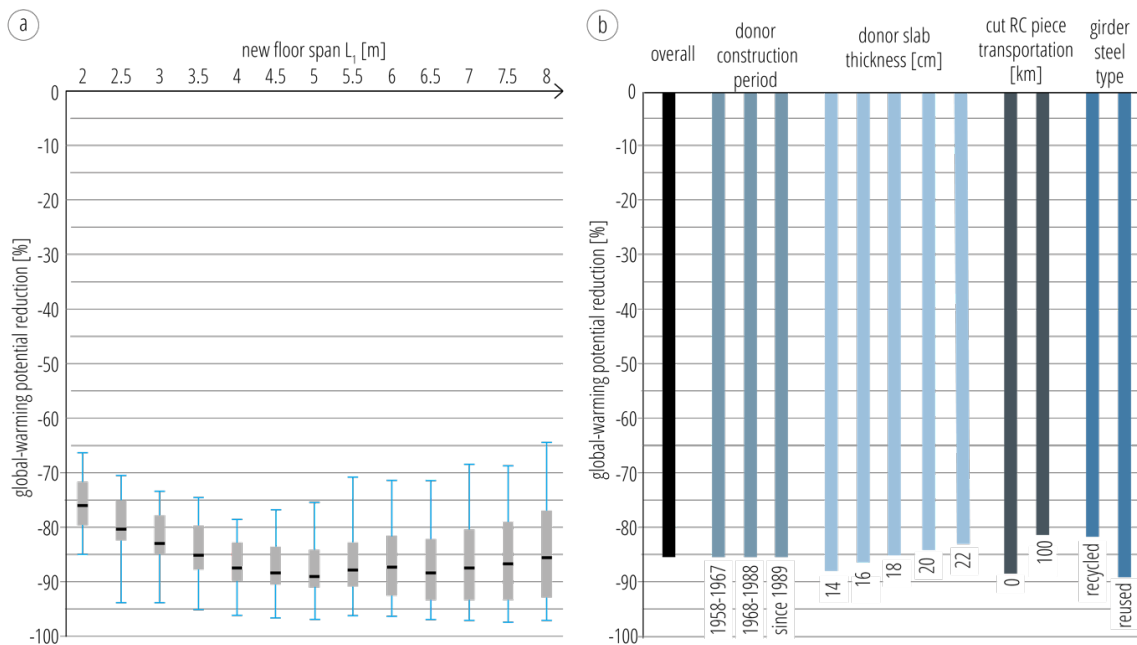 a
new floor span L1 [m]
2 2.5 3 3.5 4 4.5 5 5.5 6 6.5 7 7.5 8
global-warming potential reduction [%]
0
-10
-20
-30
-40
-50
-60
-70
-80
-90
-100
b
overall
donor
construction
period
donor slab
thickness [cm]
cut RC piece
transportation
[km]
girder
steel
type
global-warming potential reduction [%]
0
-10
-20
-30
-40
-50
-60
-70
-80
-90
-100
1958-1967
1968-1988
since 1989
14
16
18
20
22
0
100
recycled
reused